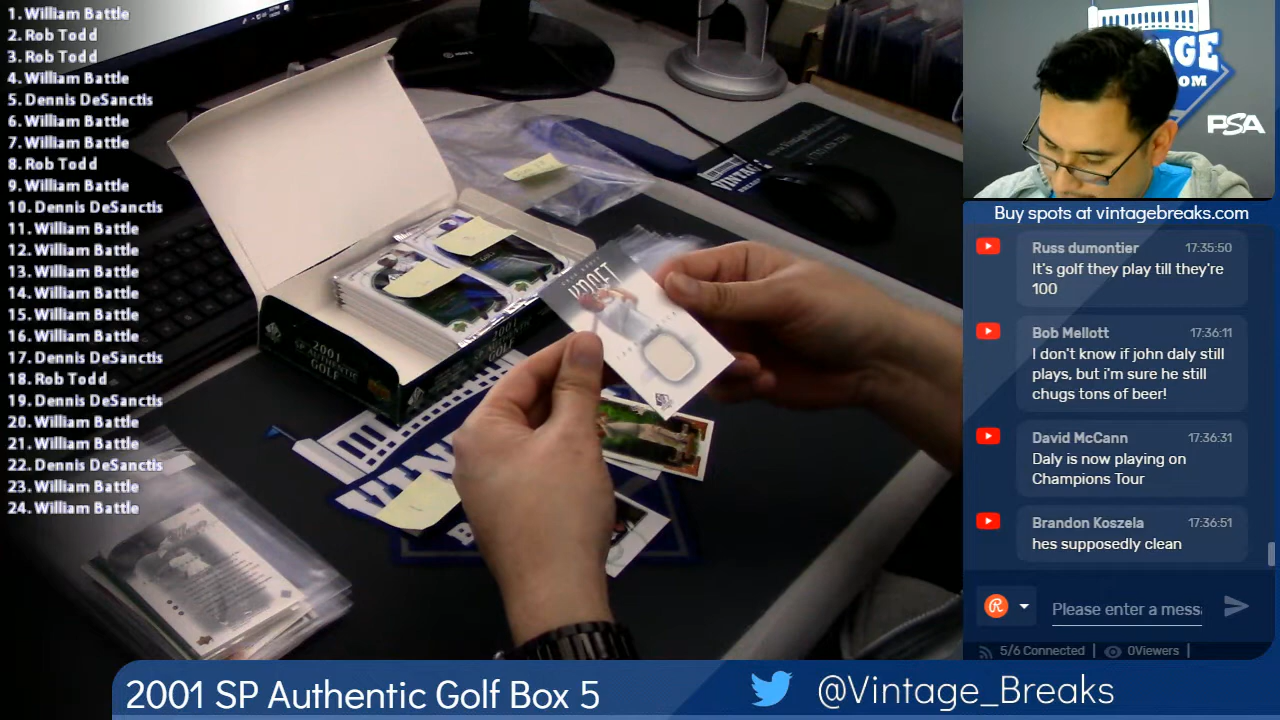 1. William Battle
2. Rob Todd
3. Rob Todd
4. William Battle
5. Dennis DeSanctis
6. William Battle
7. William Battle
8. Rob Todd
9. William Battle
10. Dennis DeSanctis
11. William Battle
12. William Battle
13. William Battle
14. William Battle
15. William Battle
16. William Battle
17. Dennis DeSanctis
18. Rob Todd
19. Dennis DeSanctis
20. William Battle
21. William Battle
22. Dennis DeSanctis
23. William Battle
24. William Battle
2001
SP AUTHENTIC
GOLF
2001
GOLF
VINTAG
PSA
Buy spots at vintagebreaks.com
Russ dumontier 17:35:50
It's golf they play till they're
100
Bob Mellott 17:36:11
I don't know if john daly still
plays, but i'm sure he still
chugs tons of beer!
David McCann 17:36:31
Daly is now playing on
Champions Tour
Brandon Koszela 17:36:51
hes supposedly clean
Please enter a messa
5/6 Connected | 0Viewers |
2001 SP Authentic Golf Box 5
@Vintage_Breaks